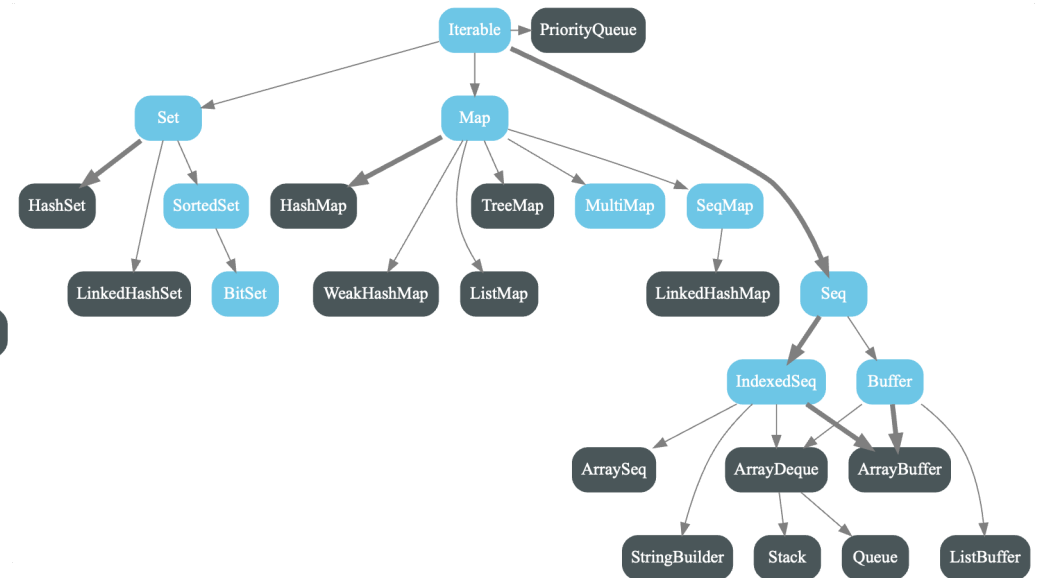 Iterable
PriorityQueue
Set
Map
HashSet
SortedSet
HashMap
TreeMap
MultiMap
SeqMap
LinkedHashSet
BitSet
WeakHashMap
ListMap
LinkedHashMap
Seq
IndexedSeq
Buffer
ArraySeq
ArrayDeque
ArrayBuffer
StringBuilder
Stack
Queue
ListBuffer